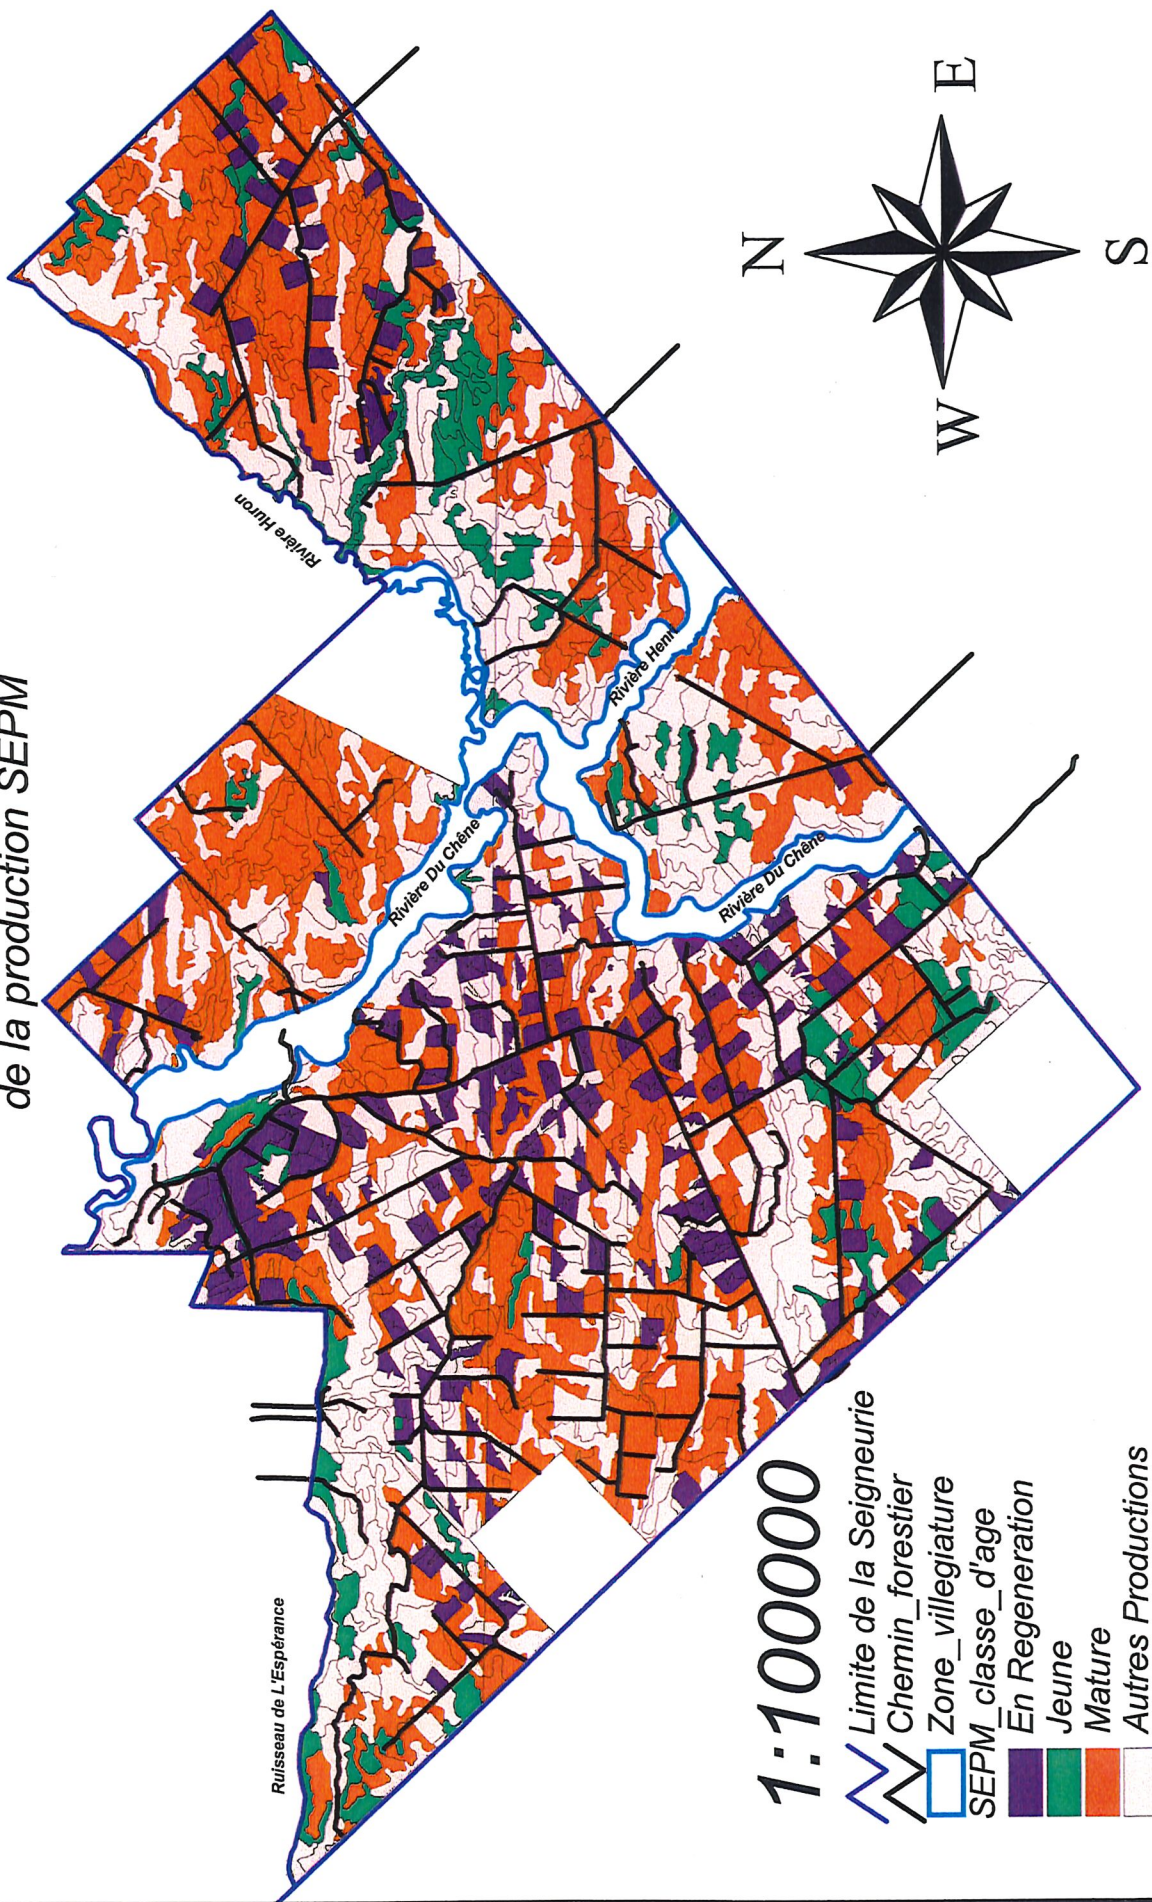 de la production SEPM
Rivière Huron
Rivière Henri
Rivière Du Chêne
Rivière Du Chêne
Ruisseau de L'Espérance
N
E
S
W
1:100000
Limite de la Seigneurie
Chemin_forestier
Zone_villegiature
SEPM_classe_d'age
En Regeneration
Jeune
Mature
Autres Productions